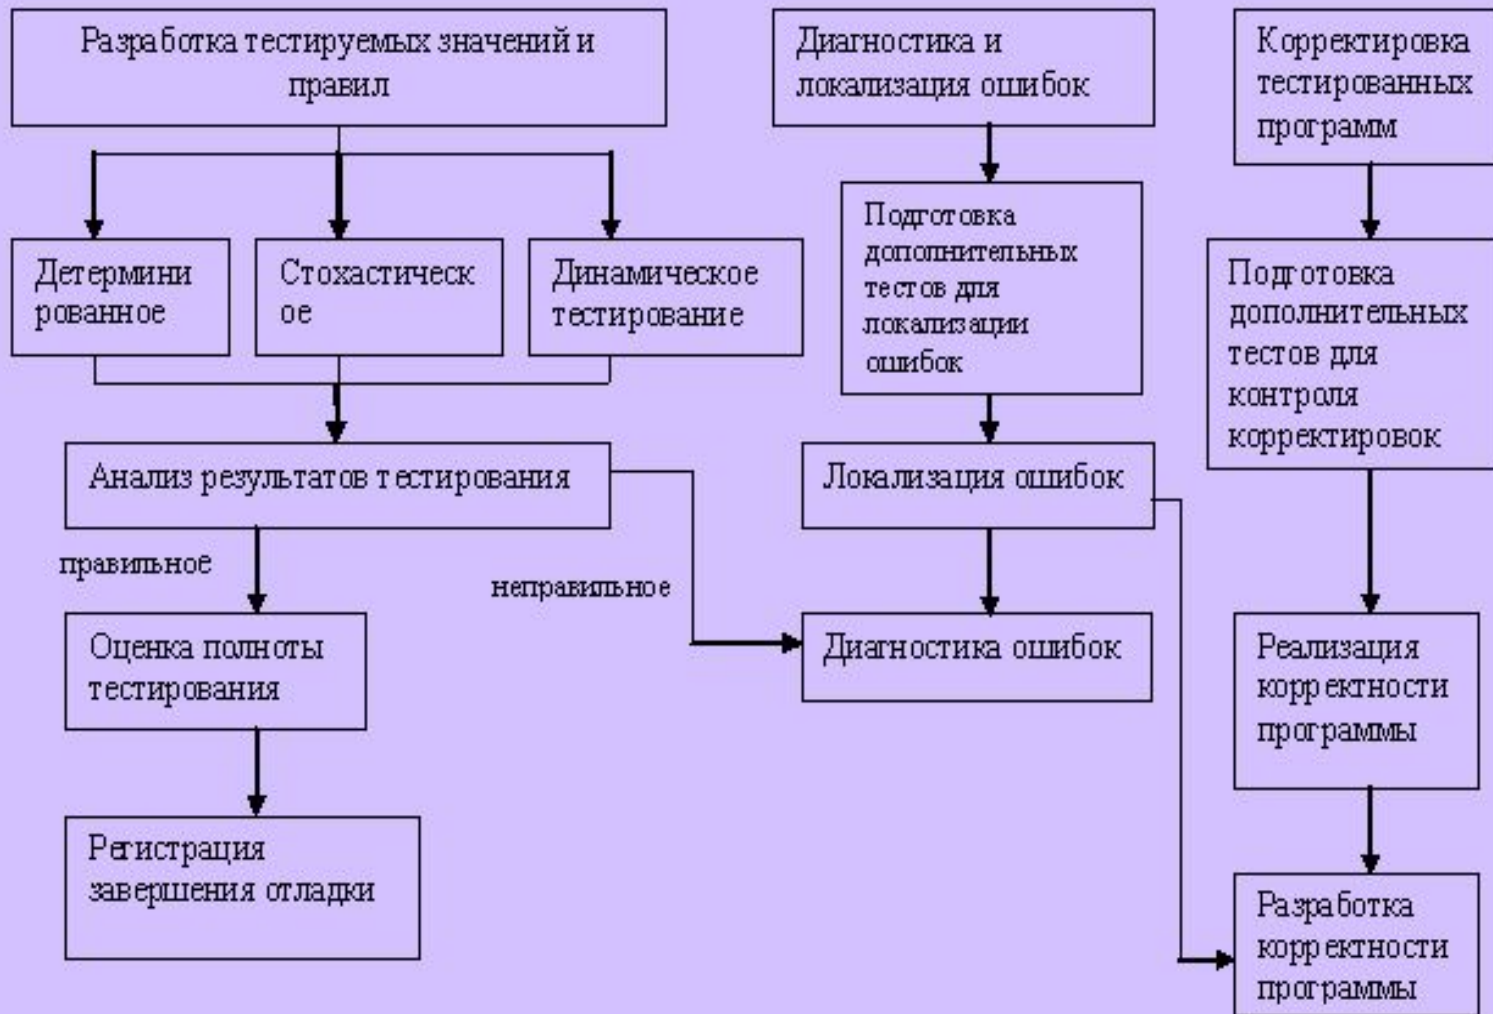 Разработка тестируемых значений и
правил
Детермини
рованное
Стохастическ
ое
Динамическое
тестирование
Анализ результатов тестирования
правильное
неправильное
Оценка полноты
тестирования
Регистрация
завершения отладки
Диагностика и
локализация ошибок
Подготовка
дополнительных
тестов для
локализации
ошибок
Локализация ошибок
Диагностика ошибок
Корректировка
тестированных
программ
Подготовка
дополнительных
тестов для
контроля
корректировок
Реализация
корректности
программы
Разработка
корректности
программы